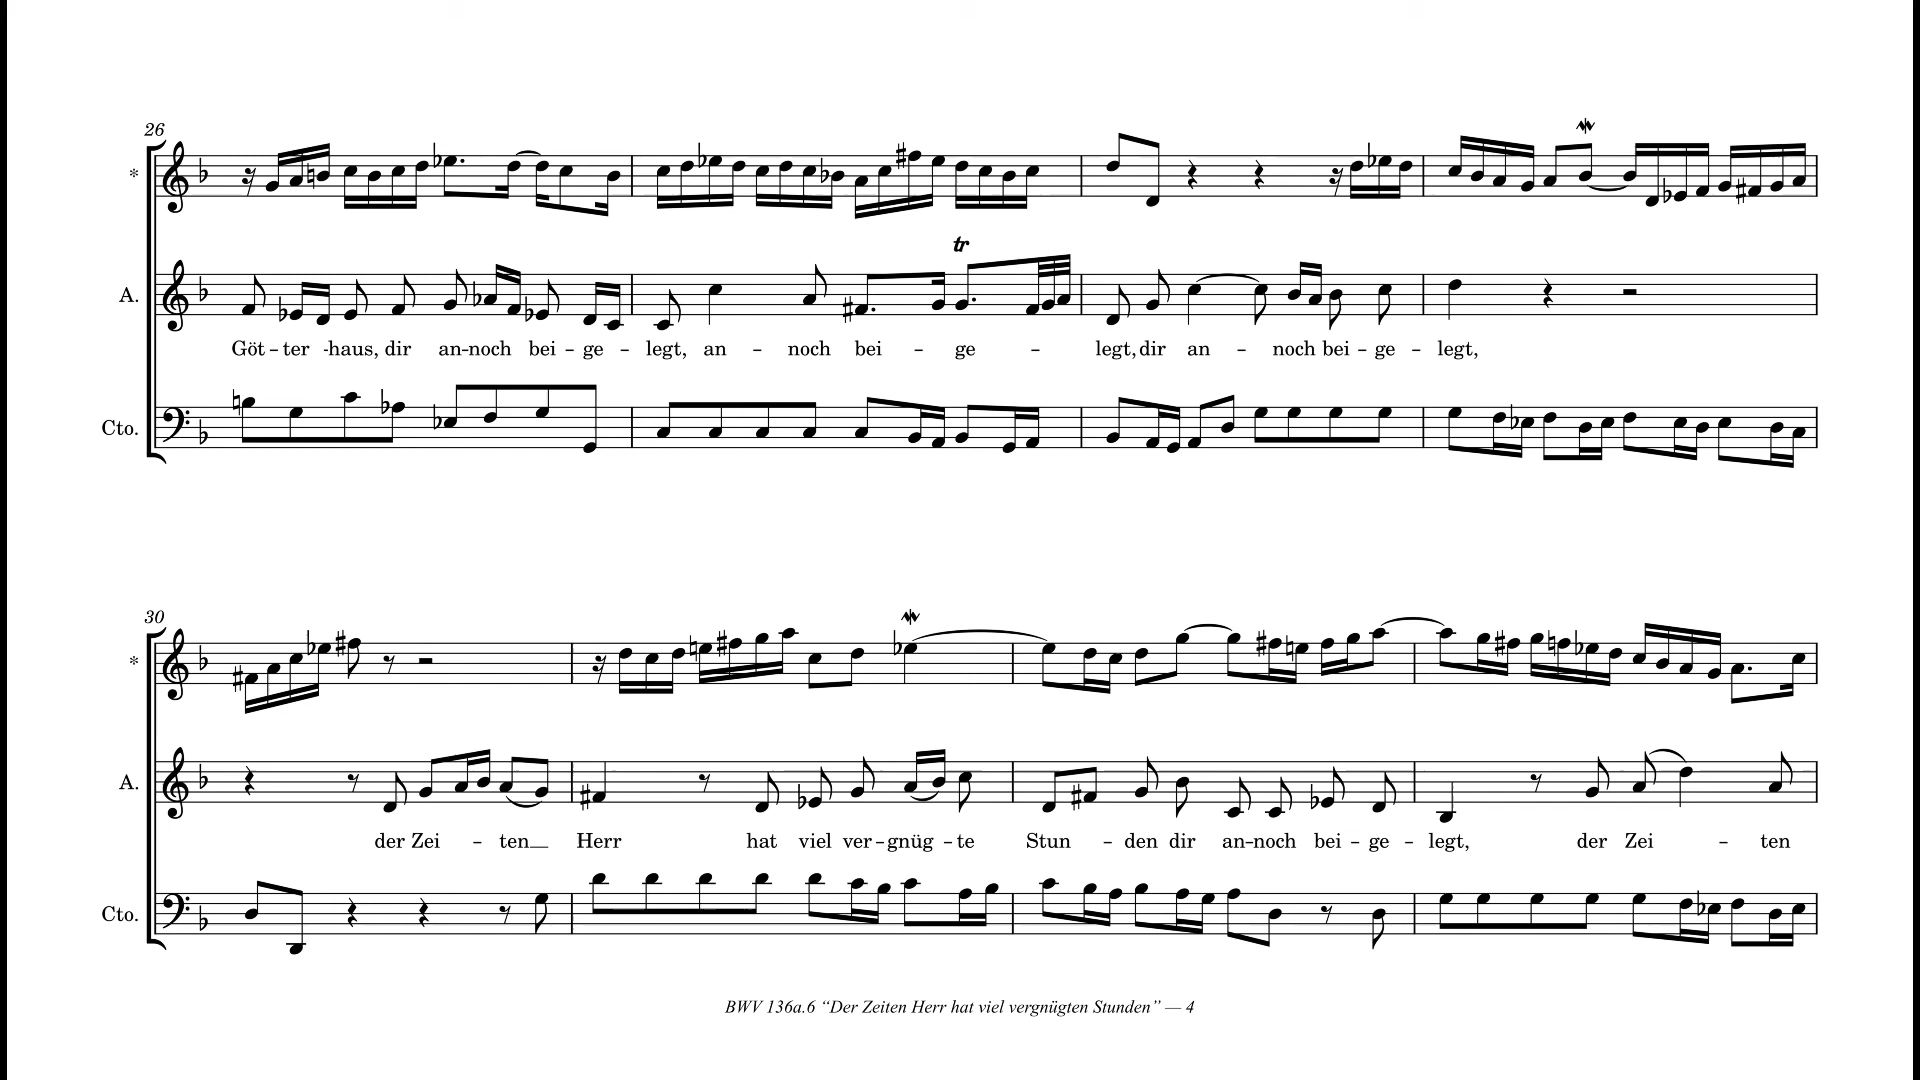 26
*
tr
A.
Göt – ter - haus, dir an – noch bei – ge – legt, an – noch bei – ge – legt, dir an – noch bei – ge – legt,
Cto.
30
*
A.
der Zei – ten__ Herr hat viel ver – gnüg – te Stun – den dir an – noch bei – ge – legt, der Zei – ten
Cto.
BWV 136a.6 “Der Zeiten Herr hat viel vergnügten Stunden” — 4